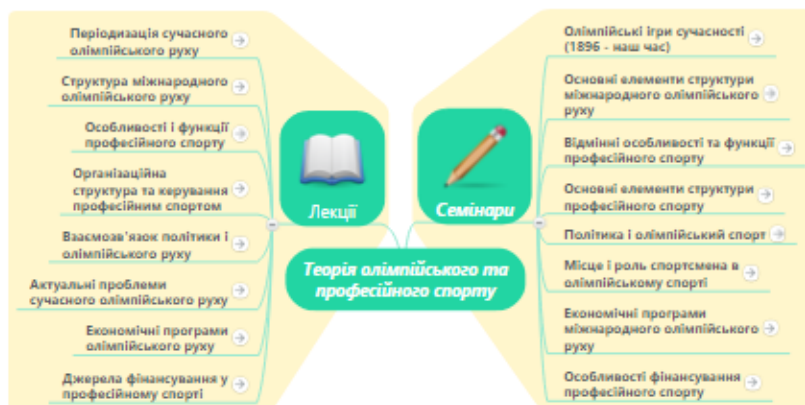 Періодизація сучасного
олімпійського руху
Структура міжнародного
олімпійського руху
Особливості і функції
професійного спорту
Організаційна
структура та керування
професійним спортом
Взаємозв'язок політики і
олімпійського руху
Актуальні проблеми
сучасного олімпійського руху
Економічні програми
олімпійського руху
Джерела фінансування у
професійному спорті
Лекції
Семінари
Теорія олімпійського та
професійного спорту
Олімпійські ігри сучасності
(1896 - наш час)
Основні елементи структури
міжнародного олімпійського
руху
Відмінні особливості та функції
професійного спорту
Основні елементи структури
професійного спорту
Політика і олімпійський спорт
Місце і роль спортсмена в
олімпійському спорті
Економічні програми
міжнародного олімпійського
руху
Особливості фінансування
професійного спорту